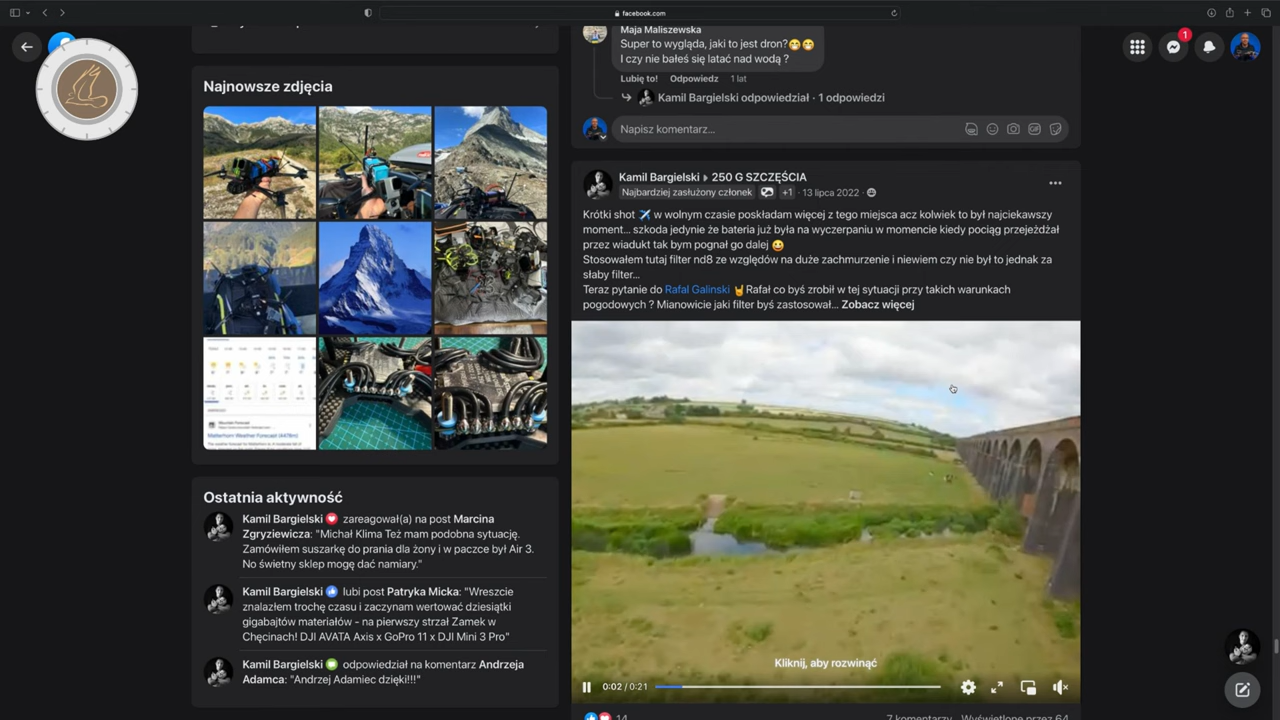 facebook.com
Maja Maliszewska
Super to wygląda, jaki to jest dron?😁😁
I czy nie bałeś się latać nad wodą ?
Lubię to! Odpowiedz 1 lat
Kamil Bargielski odpowiedział · 1 odpowiedzi
Napisz komentarz...
1
Najnowsze zdjęcia
Matterhorn Weather Forecast (4478m)
Kamil Bargielski ▸ 250 G SZCZĘŚCIA
Najbardziej zasłużony członek +1 · 13 lipca 2022 ·
Krótki shot ✈️ w wolnym czasie poskładam więcej z tego miejsca acz kolwiek to był najciekawszy
moment... szkoda jedynie że bateria już była na wyczerpaniu w momencie kiedy pociąg przejeżdżał
przez wiadukt tak bym pognał go dalej 😀
Stosowałem tutaj filter nd8 ze względów na duże zachmurzenie i niewiem czy nie był to jednak za
słaby filter...
Teraz pytanie do Rafal Galinski 🤘Rafał co byś zrobił w tej sytuacji przy takich warunkach
pogodowych ? Mianowicie jaki filter byś zastosował... Zobacz więcej
Kliknij, aby rozwinąć
0:02 / 0:21
14
7 komentarzy Wyświetlone przez 64
Ostatnia aktywność
Kamil Bargielski ❤️ zareagował(a) na post Marcina
Zgryziewicza: "Michał Klima Też mam podobna sytuację.
Zamówiłem suszarkę do prania dla żony i w paczce był Air 3.
No świetny sklep mogę dać namiary."
Kamil Bargielski 👍 lubi post Patryka Micka: "Wreszcie
znalazłem trochę czasu i zaczynam wertować dziesiątki
gigabajtów materiałów - na pierwszy strzał Zamek w
Chęcinach! DJI AVATA Axis x GoPro 11 x DJI Mini 3 Pro"
Kamil Bargielski odpowiedział na komentarz Andrzeja
Adamca: "Andrzej Adamiec dzięki!!!"